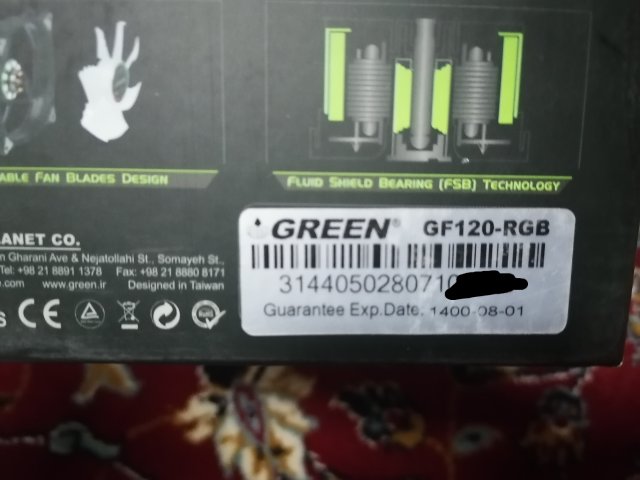 ABLE FAN BLADES DESIGN
FLUID SHIELD BEARING [FSB] TECHNOLOGY
LANET CO.
n Gharani Ave & Nejatollahi St., Somayeh St.,
Tel: +98 21 8891 1378 Fax: +98 21 8880 8171
e.com www.green.ir Designed in Taiwan
S CE
GREEN® GF120-RGB
3144050280710
Guarantee Exp.Date. 1400-08-01